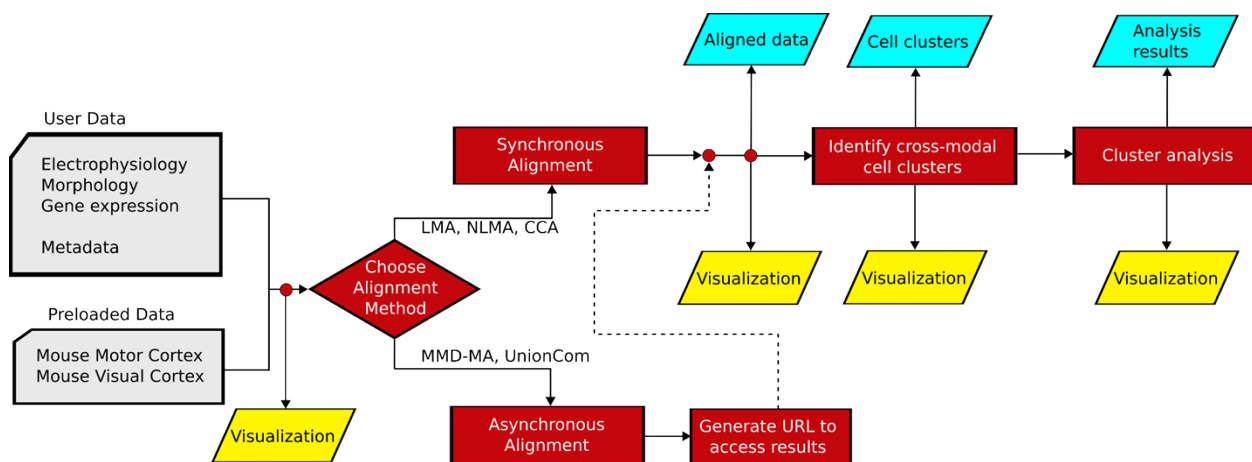 User Data
Electrophysiology
Morphology
Gene expression
Metadata
Preloaded Data
Mouse Motor Cortex
Mouse Visual Cortex
Visualization
Choose
Alignment
Method
LMA, NLMA, CCA
Synchronous
Alignment
MMD-MA, UnionCom
Asynchronous
Alignment
Generate URL to
access results
Aligned data
Visualization
Cell clusters
Identify cross-modal
cell clusters
Visualization
Analysis
results
Cluster analysis
Visualization